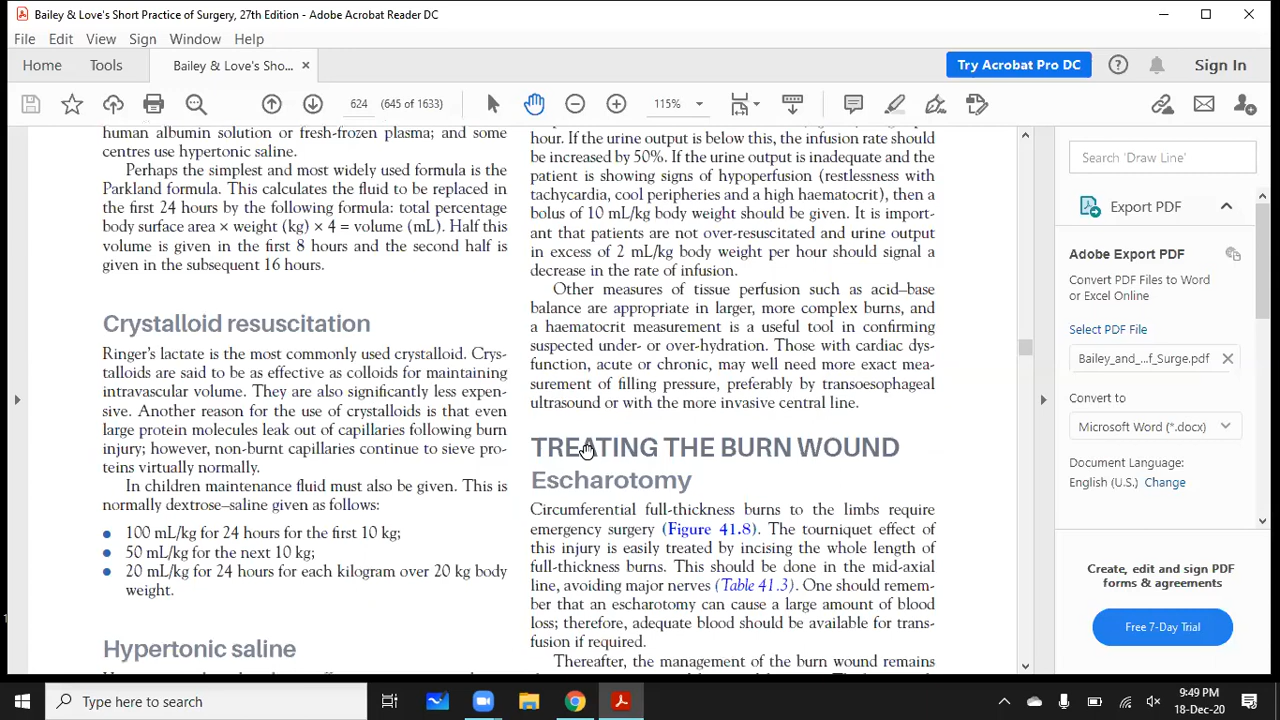 Bailey & Love's Short Practice of Surgery, 27th Edition - Adobe Acrobat Reader DC
File Edit View Sign Window Help
Home Tools Bailey & Love's Sho... × Try Acrobat Pro DC Sign In
624 (645 of 1633) 115%
human albumin solution or fresh-frozen plasma; and some
centres use hypertonic saline.
Perhaps the simplest and most widely used formula is the
Parkland formula. This calculates the fluid to be replaced in
the first 24 hours by the following formula: total percentage
body surface area × weight (kg) × 4 = volume (mL). Half this
volume is given in the first 8 hours and the second half is
given in the subsequent 16 hours.
Crystalloid resuscitation
Ringer's lactate is the most commonly used crystalloid. Crys-
talloids are said to be as effective as colloids for maintaining
intravascular volume. They are also significantly less expen-
sive. Another reason for the use of crystalloids is that even
large protein molecules leak out of capillaries following burn
injury; however, non-burnt capillaries continue to sieve pro-
teins virtually normally.
In children maintenance fluid must also be given. This is
normally dextrose–saline given as follows:
● 100 mL/kg for 24 hours for the first 10 kg;
● 50 mL/kg for the next 10 kg;
● 20 mL/kg for 24 hours for each kilogram over 20 kg body
weight.
Hypertonic saline
hour. If the urine output is below this, the infusion rate should
be increased by 50%. If the urine output is inadequate and the
patient is showing signs of hypoperfusion (restlessness with
tachycardia, cool peripheries and a high haematocrit), then a
bolus of 10 mL/kg body weight should be given. It is import-
ant that patients are not over-resuscitated and urine output
in excess of 2 mL/kg body weight per hour should signal a
decrease in the rate of infusion.
Other measures of tissue perfusion such as acid–base
balance are appropriate in larger, more complex burns, and
a haematocrit measurement is a useful tool in confirming
suspected under- or over-hydration. Those with cardiac dys-
function, acute or chronic, may well need more exact mea-
surement of filling pressure, preferably by transoesophageal
ultrasound or with the more invasive central line.
TREATING THE BURN WOUND
Escharotomy
Circumferential full-thickness burns to the limbs require
emergency surgery (Figure 41.8). The tourniquet effect of
this injury is easily treated by incising the whole length of
full-thickness burns. This should be done in the mid-axial
line, avoiding major nerves (Table 41.3). One should remem-
ber that an escharotomy can cause a large amount of blood
loss; therefore, adequate blood should be available for trans-
fusion if required.
Thereafter, the management of the burn wound remains
Search 'Draw Line'
Export PDF
Adobe Export PDF
Convert PDF Files to Word
or Excel Online
Select PDF File
Bailey_and_...f_Surge.pdf
Convert to
Microsoft Word (*.docx)
Document Language:
English (U.S.) Change
Create, edit and sign PDF
forms & agreements
Free 7-Day Trial
Type here to search
9:49 PM
18-Dec-20